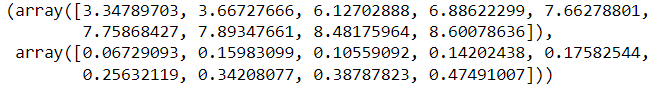 (array([3.34789703, 3.66727666, 6.12702888, 6.88622299, 7.66278801,
7.75868427, 7.89347661, 8.48175964, 8.60078636]),
array([0.06729093, 0.15983099, 0.10559092, 0.14202438, 0.17582544,
0.25632119, 0.34208077, 0.38787823, 0.47491007]))